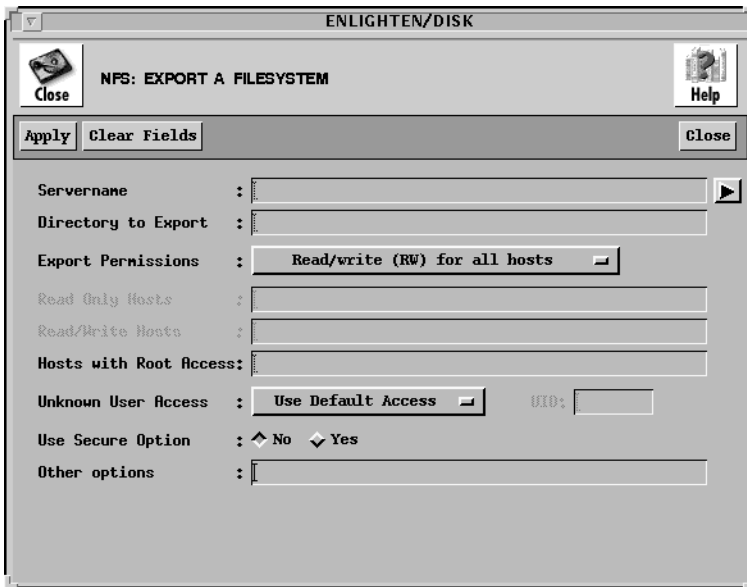 ENLIGHTEN/DISK
Close
NFS: EXPORT A FILESYSTEM
Help
Apply Clear Fields Close
Servername :
Directory to Export :
Export Permissions : Read/write (RW) for all hosts
Read Only Hosts :
Read/Write Hosts :
Hosts with Root Access:
Unknown User Access : Use Default Access UID:
Use Secure Option : No Yes
Other options :